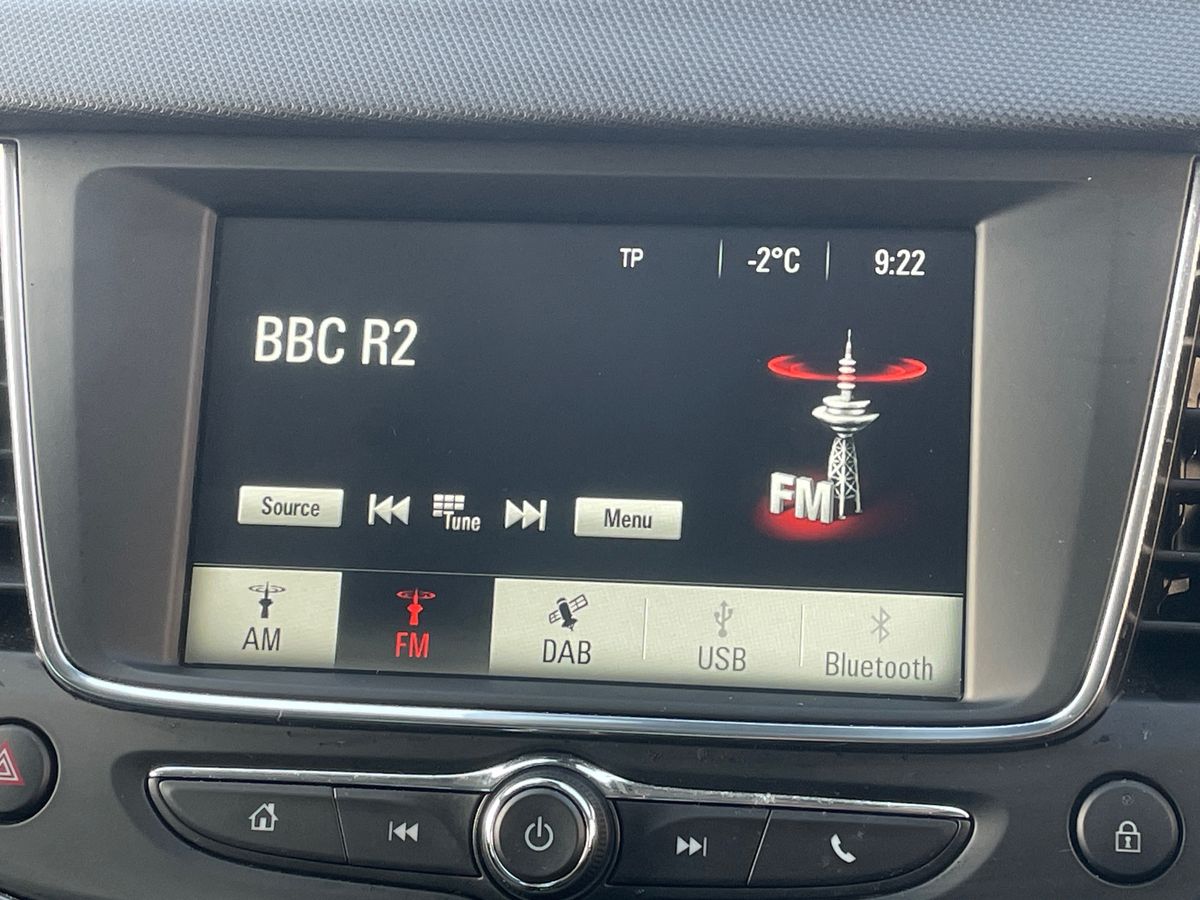 TP -2°C 9:22
BBC R2
FM
Source Tune Menu
AM FM DAB USB Bluetooth